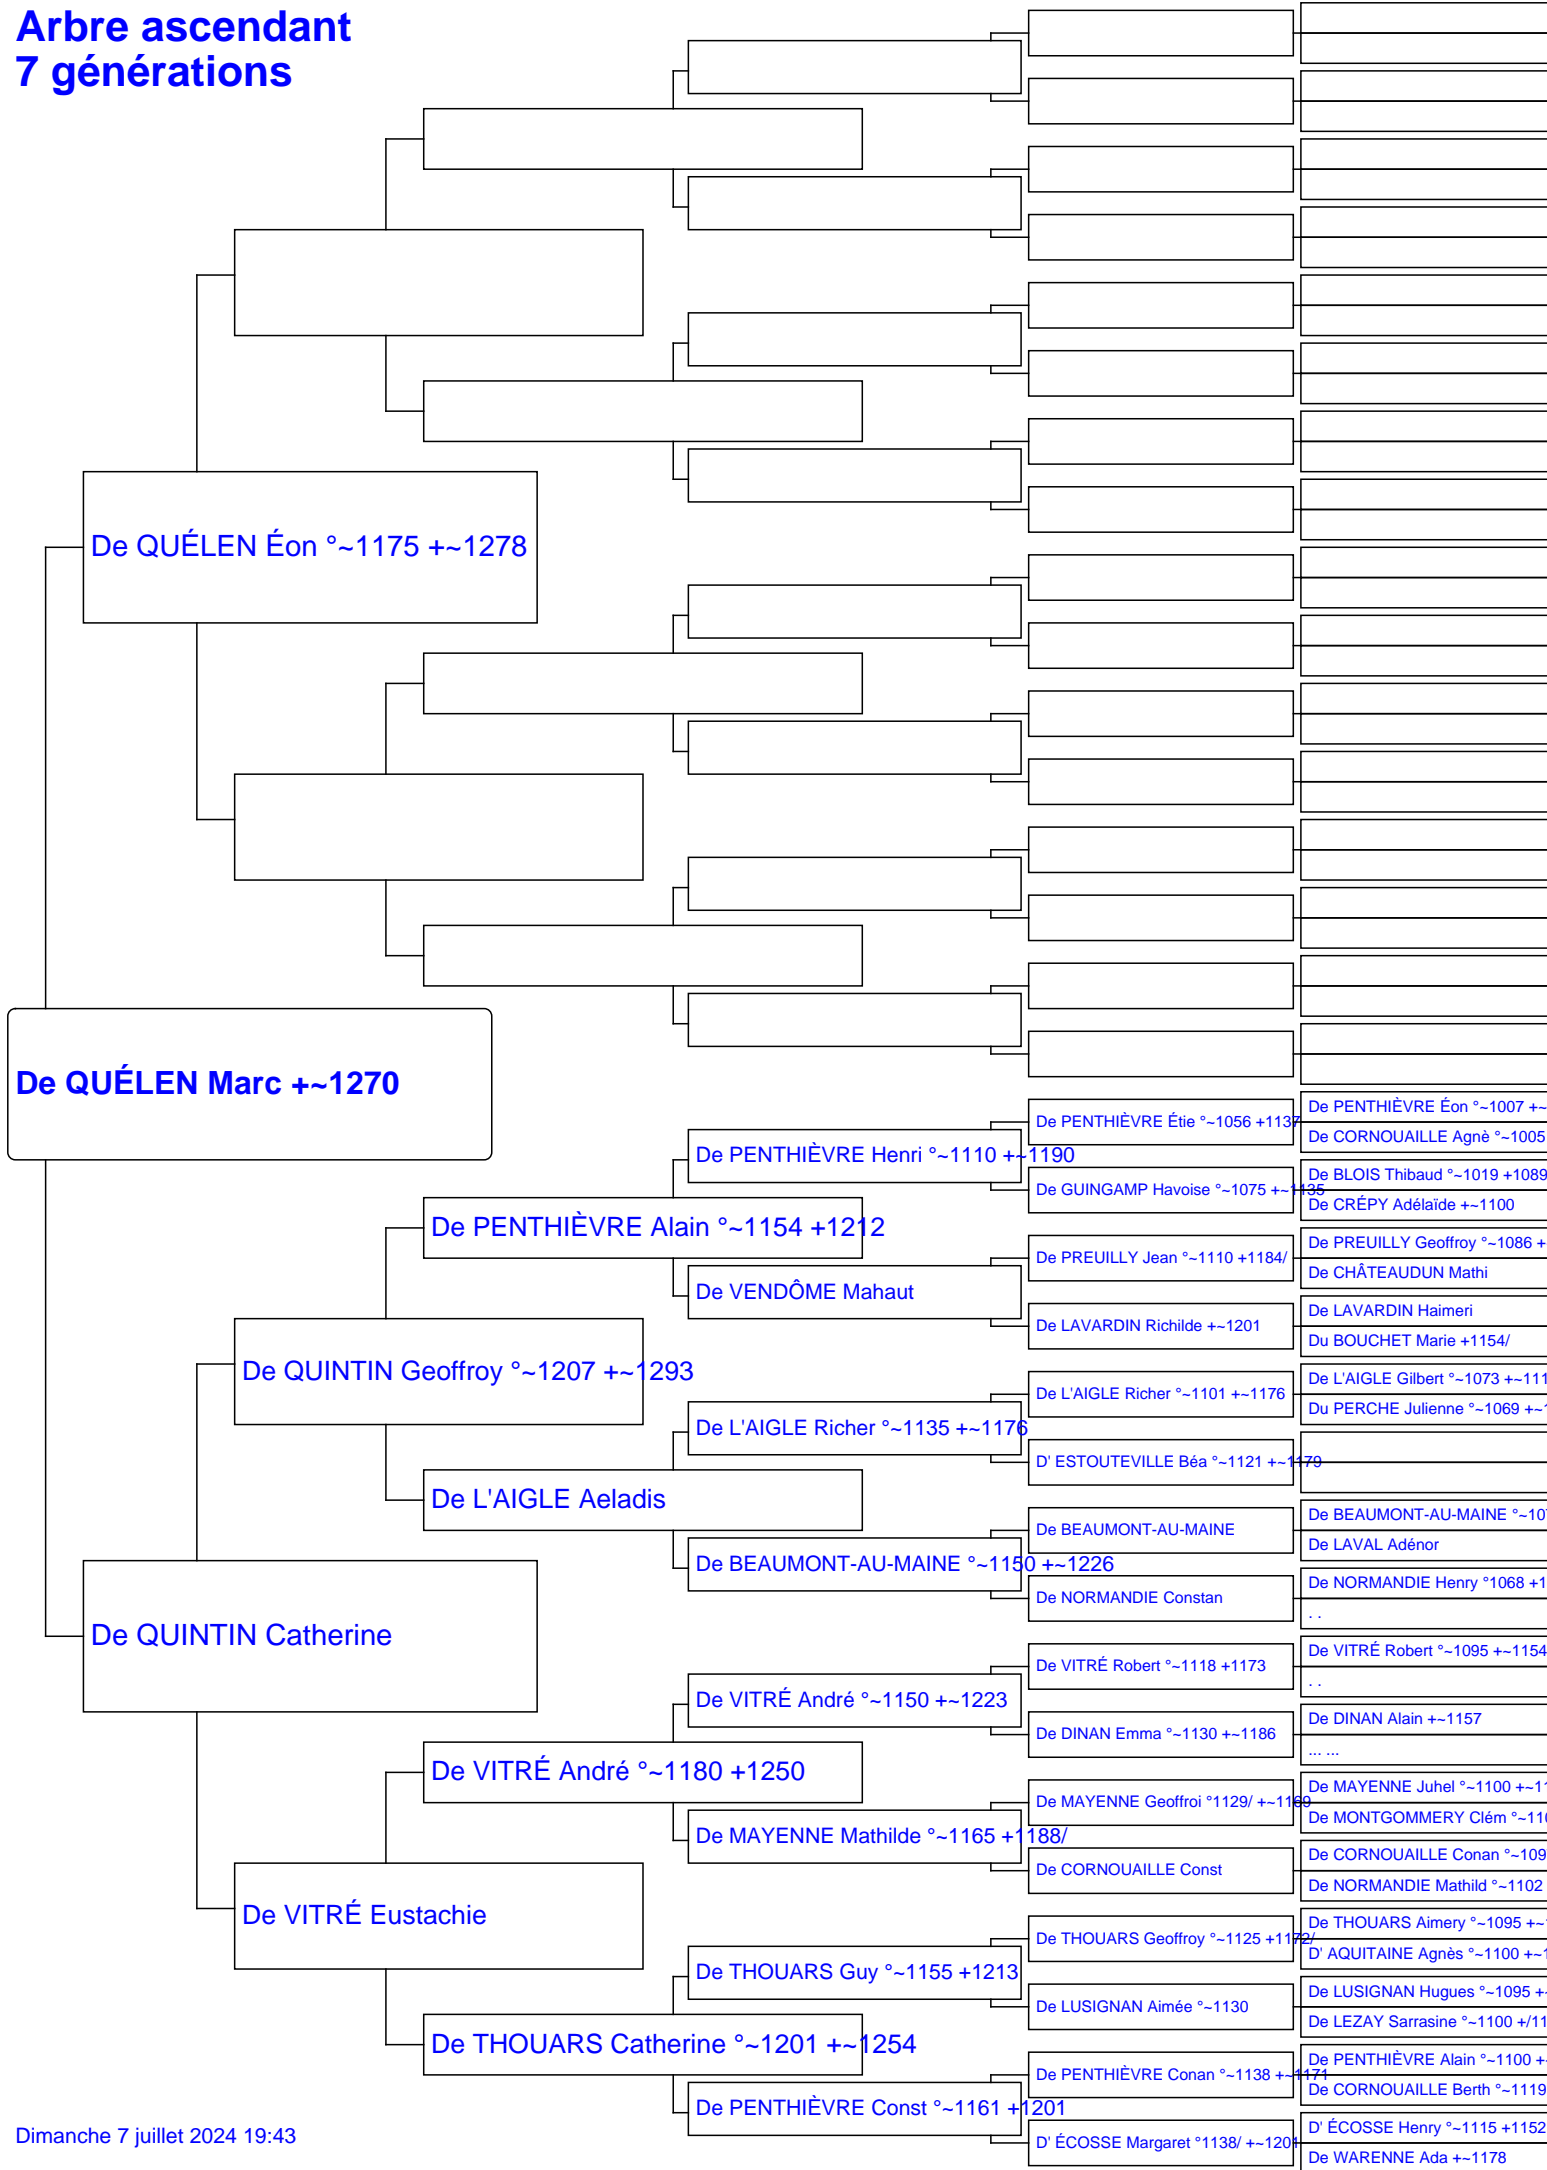 Arbre ascendant
7 générations
De QUÉLEN Éon °~1175 +~1278
De QUÉLEN Marc +~1270
De PENTHIÈVRE Éon °~1007 +~
De PENTHIÈVRE Étie °~1056 +1137
De CORNOUAILLE Agnè °~1005
De PENTHIÈVRE Henri °~1110 +~1190
De BLOIS Thibaud °~1019 +1089
De GUINGAMP Havoise °~1075 +~1135
De CRÉPY Adélaïde +~1100
De PENTHIÈVRE Alain °~1154 +1212
De PREUILLY Geoffroy °~1086 +
De PREUILLY Jean °~1110 +1184/
De CHÂTEAUDUN Mathi
De VENDÔME Mahaut
De LAVARDIN Haimeri
De LAVARDIN Richilde +~1201
Du BOUCHET Marie +1154/
De QUINTIN Geoffroy °~1207 +~1293
De L'AIGLE Gilbert °~1073 +~111
De L'AIGLE Richer °~1101 +~1176
Du PERCHE Julienne °~1069 +~1
De L'AIGLE Richer °~1135 +~1176
D' ESTOUTEVILLE Béa °~1121 +~1179
De L'AIGLE Aeladis
De BEAUMONT-AU-MAINE °~107
De BEAUMONT-AU-MAINE
De LAVAL Adénor
De BEAUMONT-AU-MAINE °~1150 +~1226
De NORMANDIE Henry °1068 +1
De NORMANDIE Constan
. .
De QUINTIN Catherine
De VITRÉ Robert °~1095 +~1154
De VITRÉ Robert °~1118 +1173
. .
De VITRÉ André °~1150 +~1223
De DINAN Alain +~1157
De DINAN Emma °~1130 +~1186
... ...
De VITRÉ André °~1180 +1250
De MAYENNE Juhel °~1100 +~11
De MAYENNE Geoffroi °1129/ +~1169
De MONTGOMMERY Clém °~110
De MAYENNE Mathilde °~1165 +1188/
De CORNOUAILLE Conan °~109
De CORNOUAILLE Const
De NORMANDIE Mathild °~1102
De VITRÉ Eustachie
De THOUARS Aimery °~1095 +~
De THOUARS Geoffroy °~1125 +1172/
D' AQUITAINE Agnès °~1100 +~1
De THOUARS Guy °~1155 +1213
De LUSIGNAN Hugues °~1095 +~
De LUSIGNAN Aimée °~1130
De LEZAY Sarrasine °~1100 +/11
De THOUARS Catherine °~1201 +~1254
De PENTHIÈVRE Alain °~1100 +
De PENTHIÈVRE Conan °~1138 +~1171
De CORNOUAILLE Berth °~1119
De PENTHIÈVRE Const °~1161 +1201
D' ÉCOSSE Henry °~1115 +1152
D' ÉCOSSE Margaret °1138/ +~1201
De WARENNE Ada +~1178
Dimanche 7 juillet 2024 19:43